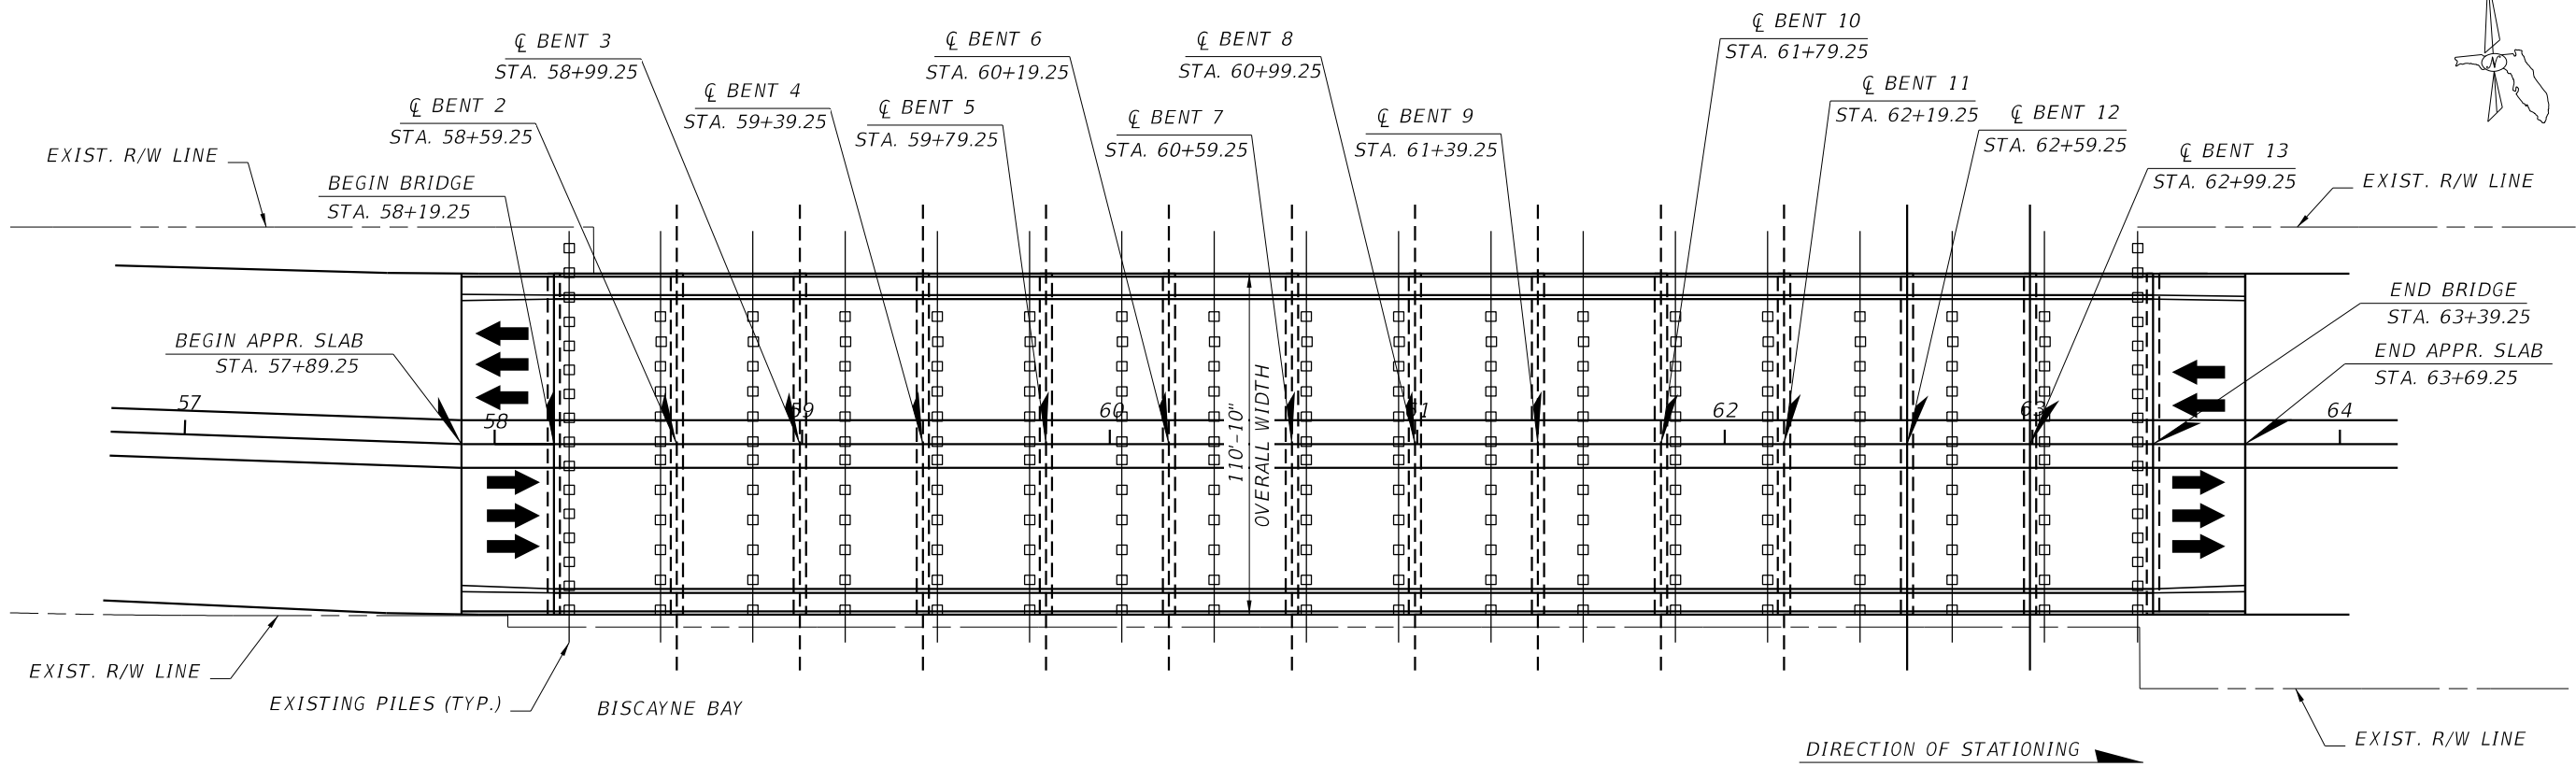 ℄ BENT 10
STA. 61+79.25
℄ BENT 3
STA. 58+99.25
℄ BENT 6
STA. 60+19.25
℄ BENT 8
STA. 60+99.25
N
℄ BENT 2
STA. 58+59.25
℄ BENT 4
STA. 59+39.25
℄ BENT 5
STA. 59+79.25
℄ BENT 7
STA. 60+59.25
℄ BENT 9
STA. 61+39.25
℄ BENT 11
STA. 62+19.25
℄ BENT 12
STA. 62+59.25
℄ BENT 13
STA. 62+99.25
EXIST. R/W LINE
BEGIN BRIDGE
STA. 58+19.25
EXIST. R/W LINE
BEGIN APPR. SLAB
STA. 57+89.25
END BRIDGE
STA. 63+39.25
END APPR. SLAB
STA. 63+69.25
57
58
59
60
61
62
63
64
110'-10"
OVERALL WIDTH
EXIST. R/W LINE
EXISTING PILES (TYP.)
BISCAYNE BAY
EXIST. R/W LINE
DIRECTION OF STATIONING